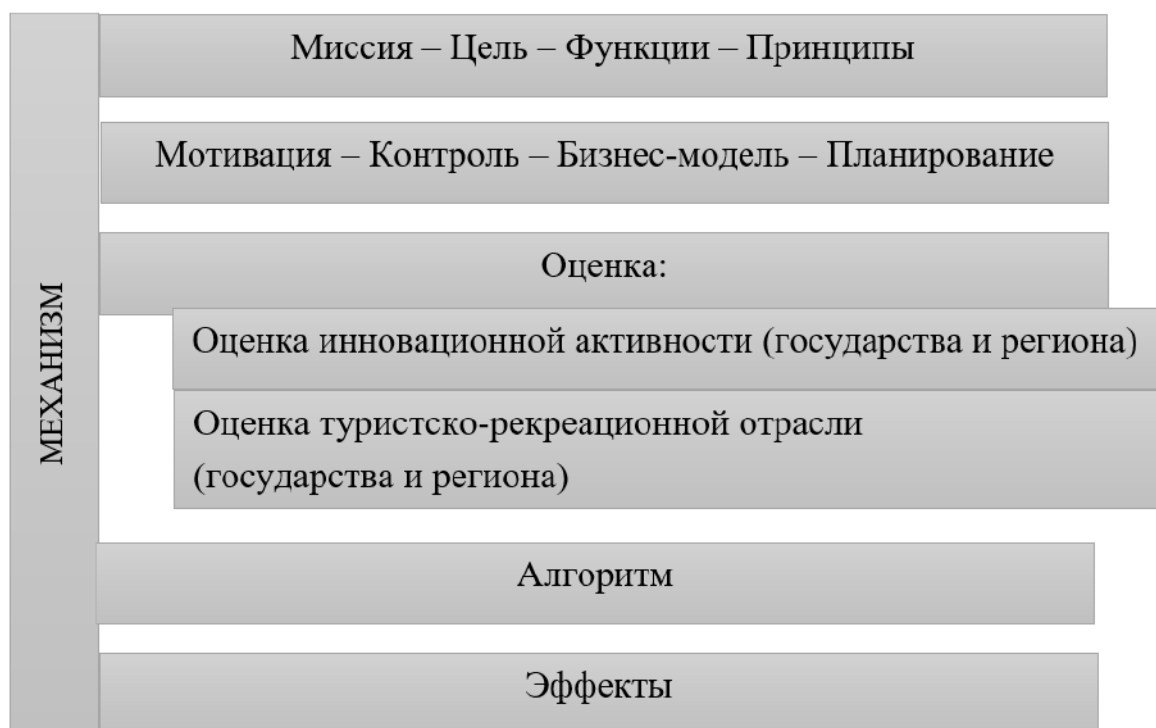 МЕХАНИЗМ
Миссия – Цель – Функции – Принципы
Мотивация – Контроль – Бизнес-модель – Планирование
Оценка:
Оценка инновационной активности (государства и региона)
Оценка туристско-рекреационной отрасли
(государства и региона)
Алгоритм
Эффекты